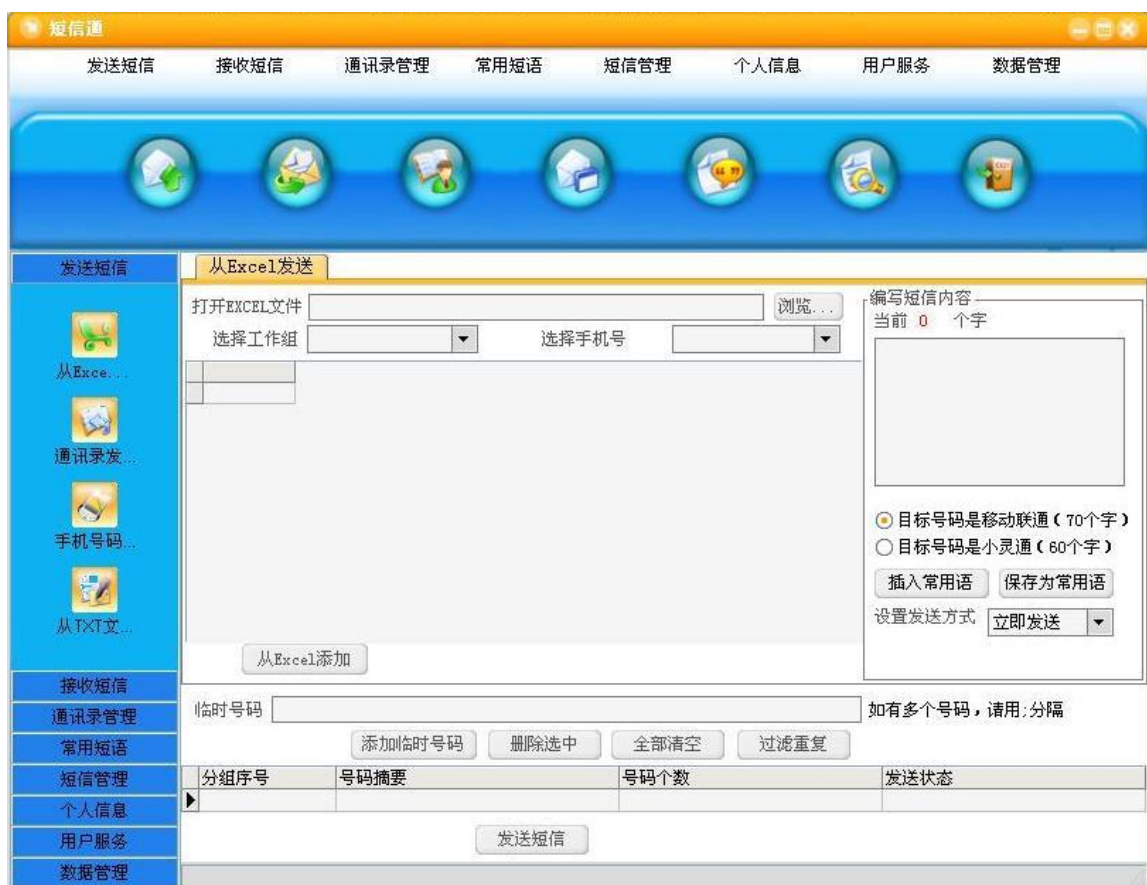 短信通
发送短信 接收短信 通讯录管理 常用短语 短信管理 个人信息 用户服务 数据管理
EXIT
发送短信
从Exce...
通讯录发...
手机号码...
从TXT文...
接收短信
通讯录管理
常用短语
短信管理
个人信息
用户服务
数据管理
从Excel发送
打开EXCEL文件 浏览...
选择工作组 选择手机号
从Excel添加
编写短信内容
当前 0 个字
目标号码是移动联通(70个字)
目标号码是小灵通(60个字)
插入常用语 保存为常用语
设置发送方式 立即发送
临时号码 如有多个号码,请用;分隔
添加临时号码 删除选中 全部清空 过滤重复
分组序号 号码摘要 号码个数 发送状态
发送短信